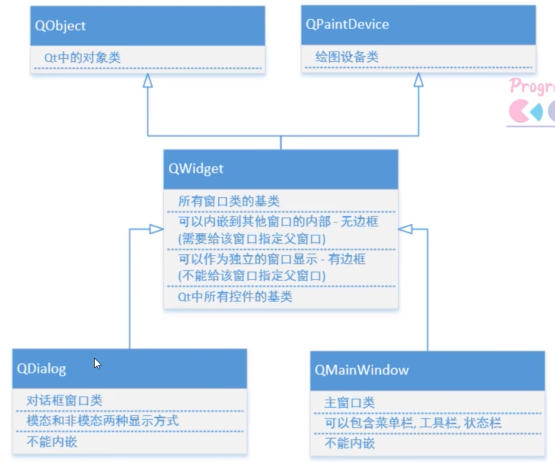 QObject
Qt中的对象类
QPaintDevice
绘图设备类
Progr
QWidget
所有窗口类的基类
可以内嵌到其他窗口的内部 - 无边框
(需要给该窗口指定父窗口)
可以作为独立的窗口显示 - 有边框
(不能给该窗口指定父窗口)
Qt中所有控件的基类
QDialog
对话框窗口类
模态和非模态两种显示方式
不能内嵌
QMainWindow
主窗口类
可以包含菜单栏, 工具栏, 状态栏
不能内嵌